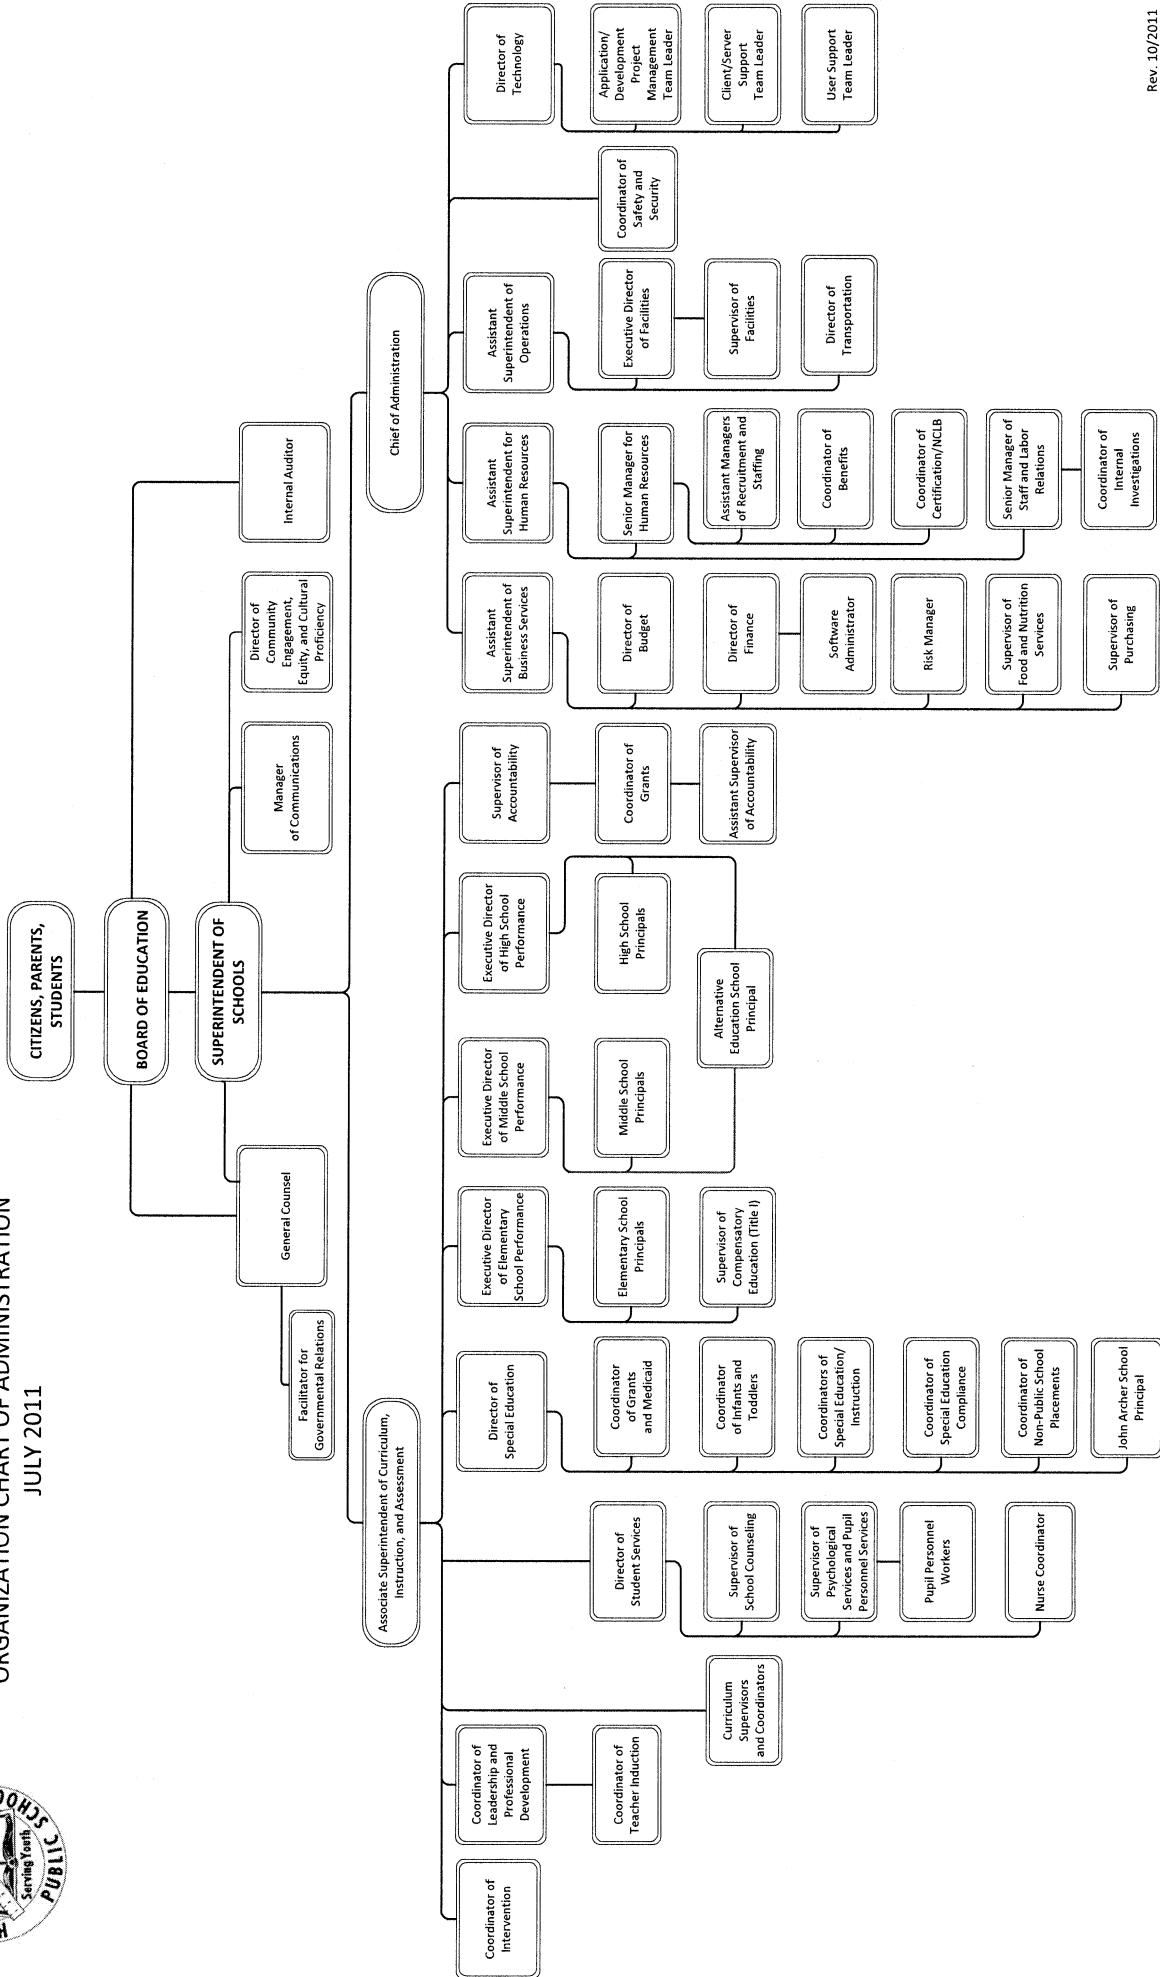 ORGANIZATION CHART OF ADMINISTRATION
JULY 2011
Serving Youth
PUBLIC
CITIZENS, PARENTS,
STUDENTS
BOARD OF EDUCATION
SUPERINTENDENT OF
SCHOOLS
General Counsel
Facilitator for
Governmental Relations
Manager
of Communications
Director of
Community
Engagement,
Equity, and Cultural
Proficiency
Internal Auditor
Associate Superintendent of Curriculum,
Instruction, and Assessment
Chief of Administration
Coordinator of
Intervention
Coordinator of
Leadership and
Professional
Development
Coordinator of
Teacher Induction
Curriculum
Supervisors
and Coordinators
Director of
Student Services
Supervisor of
School Counseling
Supervisor of
Psychological
Services and Pupil
Personnel Services
Pupil Personnel
Workers
Nurse Coordinator
Director of
Special Education
Coordinator
of Grants
and Medicaid
Coordinator
of Infants and
Toddlers
Coordinators of
Special Education/
Instruction
Coordinator of
Special Education
Compliance
Coordinator of
Non-Public School
Placements
John Archer School
Principal
Executive Director
of Elementary
School Performance
Elementary School
Principals
Supervisor of
Compensatory
Education (Title I)
Executive Director
of Middle School
Performance
Middle School
Principals
Alternative
Education School
Principal
Executive Director
of High School
Performance
High School
Principals
Supervisor of
Accountability
Coordinator of
Grants
Assistant Supervisor
of Accountability
Assistant
Superintendent of
Business Services
Director of
Budget
Director of
Finance
Software
Administrator
Risk Manager
Supervisor of
Food and Nutrition
Services
Supervisor of
Purchasing
Assistant
Superintendent for
Human Resources
Senior Manager for
Human Resources
Assistant Managers
of Recruitment and
Staffing
Coordinator of
Benefits
Coordinator of
Certification/NCLB
Senior Manager of
Staff and Labor
Relations
Coordinator of
Internal
Investigations
Assistant
Superintendent of
Operations
Executive Director
of Facilities
Supervisor of
Facilities
Director of
Transportation
Coordinator of
Safety and
Security
Director of
Technology
Application/
Development
Project
Management
Team Leader
Client/Server
Support
Team Leader
User Support
Team Leader
Rev. 10/2011